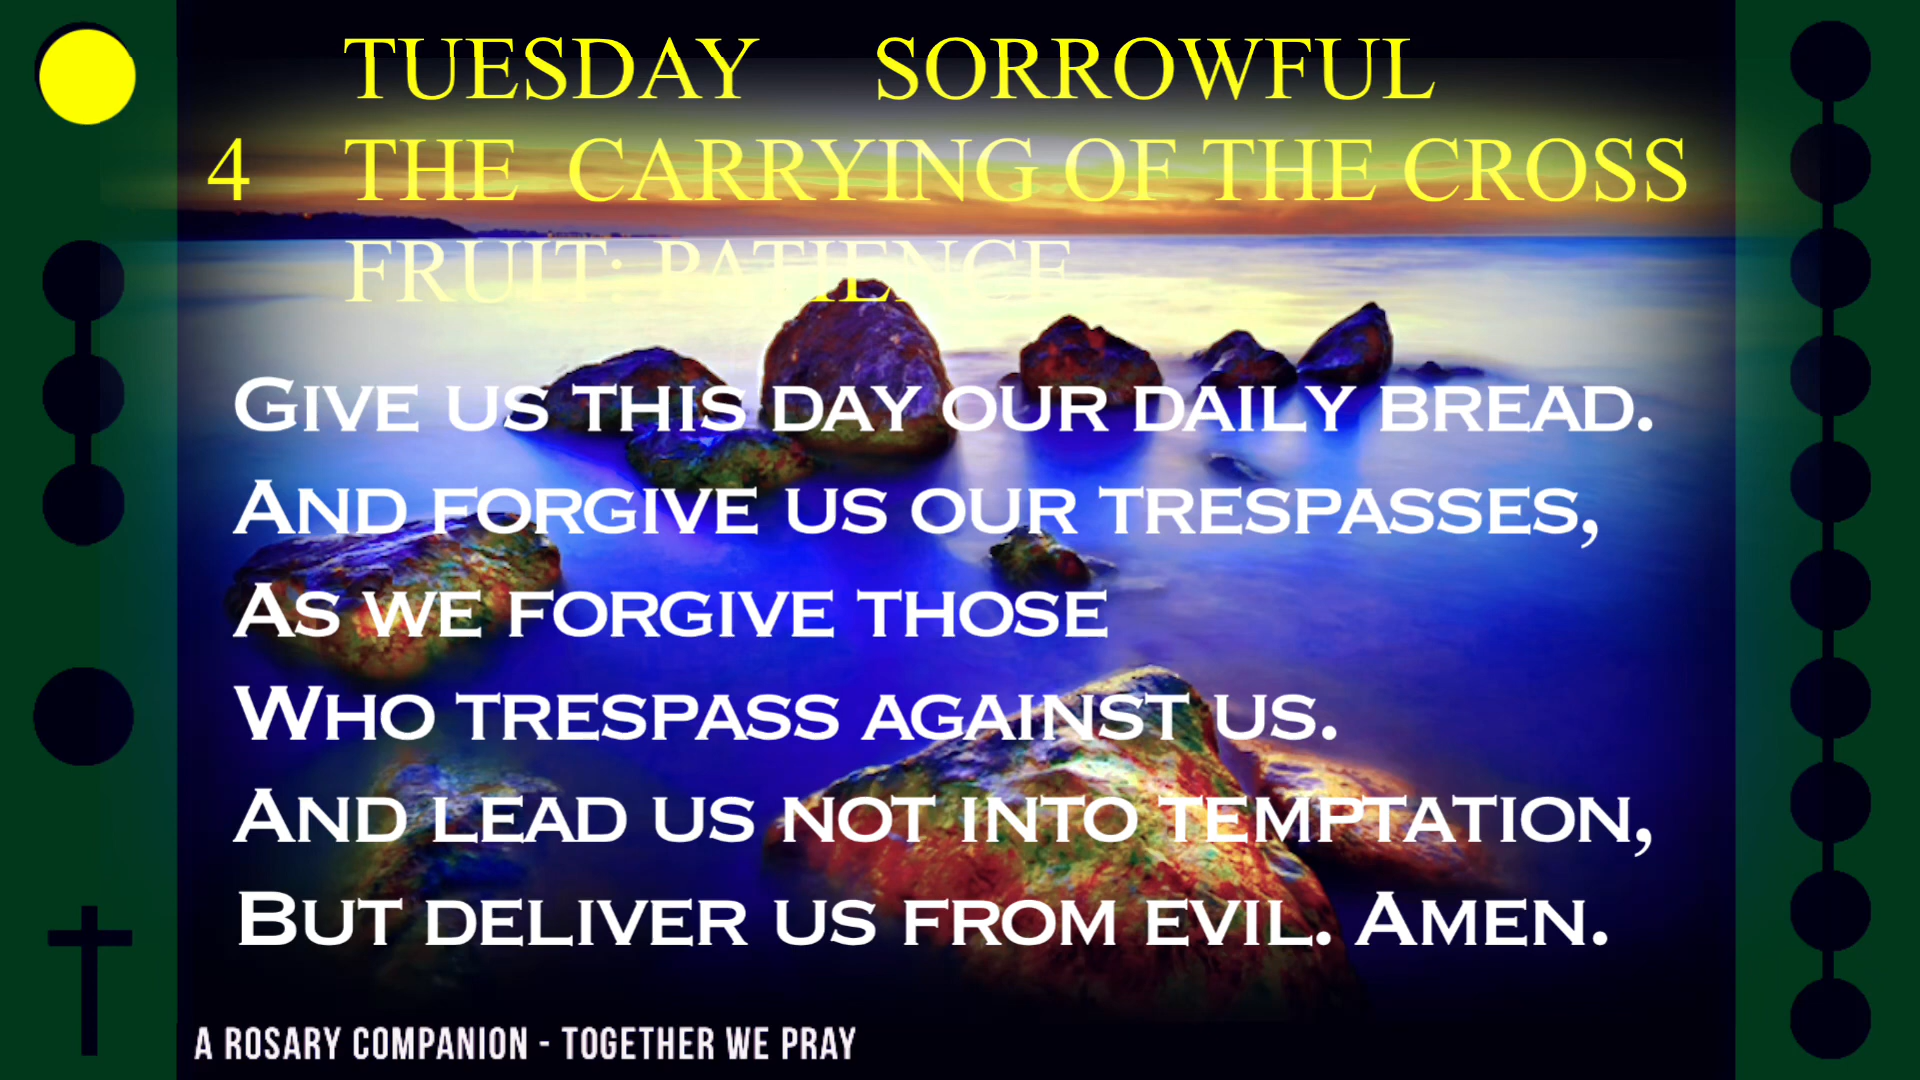 TUESDAY SORROWFUL
4 THE CARRYING OF THE CROSS
FRUIT: PATIENCE
GIVE US THIS DAY OUR DAILY BREAD.
AND FORGIVE US OUR TRESPASSES,
AS WE FORGIVE THOSE
WHO TRESPASS AGAINST US.
AND LEAD US NOT INTO TEMPTATION,
BUT DELIVER US FROM EVIL. AMEN.
A ROSARY COMPANION - TOGETHER WE PRAY